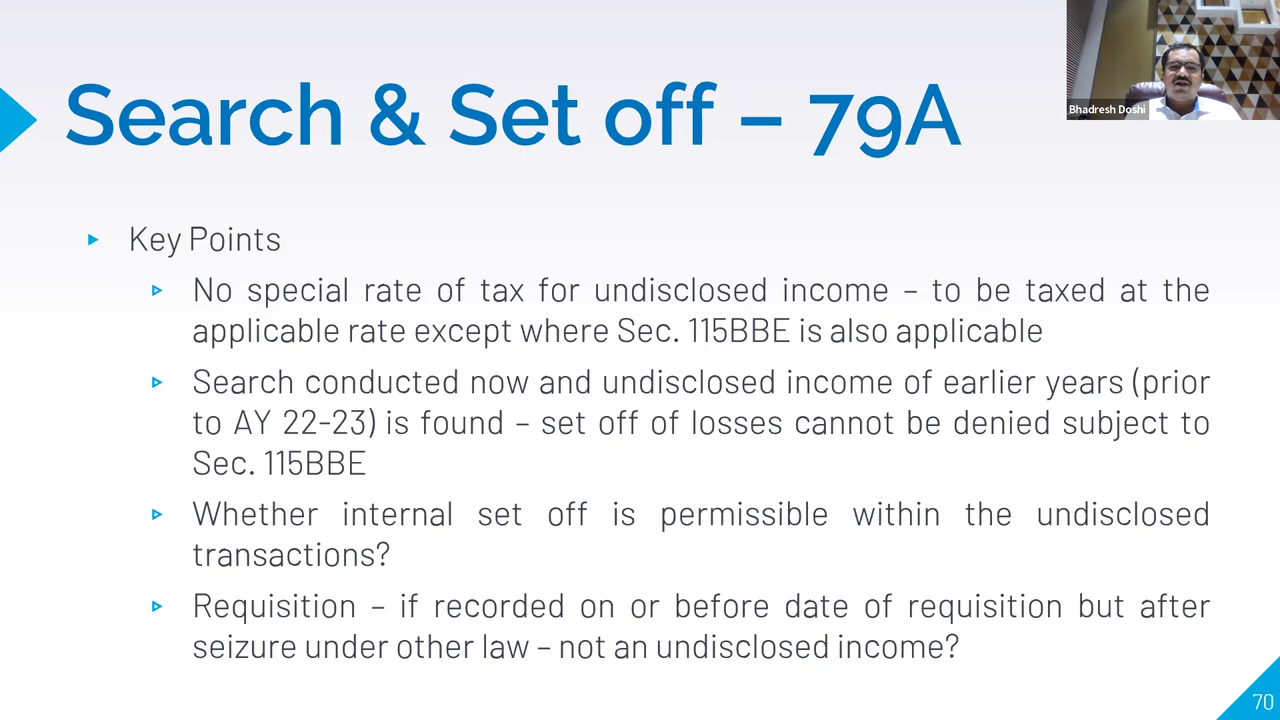 Bhadresh Doshi
Search & Set off – 79A
Key Points
No special rate of tax for undisclosed income – to be taxed at the
applicable rate except where Sec. 115BBE is also applicable
Search conducted now and undisclosed income of earlier years (prior
to AY 22-23) is found – set off of losses cannot be denied subject to
Sec. 115BBE
Whether internal set off is permissible within the undisclosed
transactions?
Requisition – if recorded on or before date of requisition but after
seizure under other law – not an undisclosed income?
70